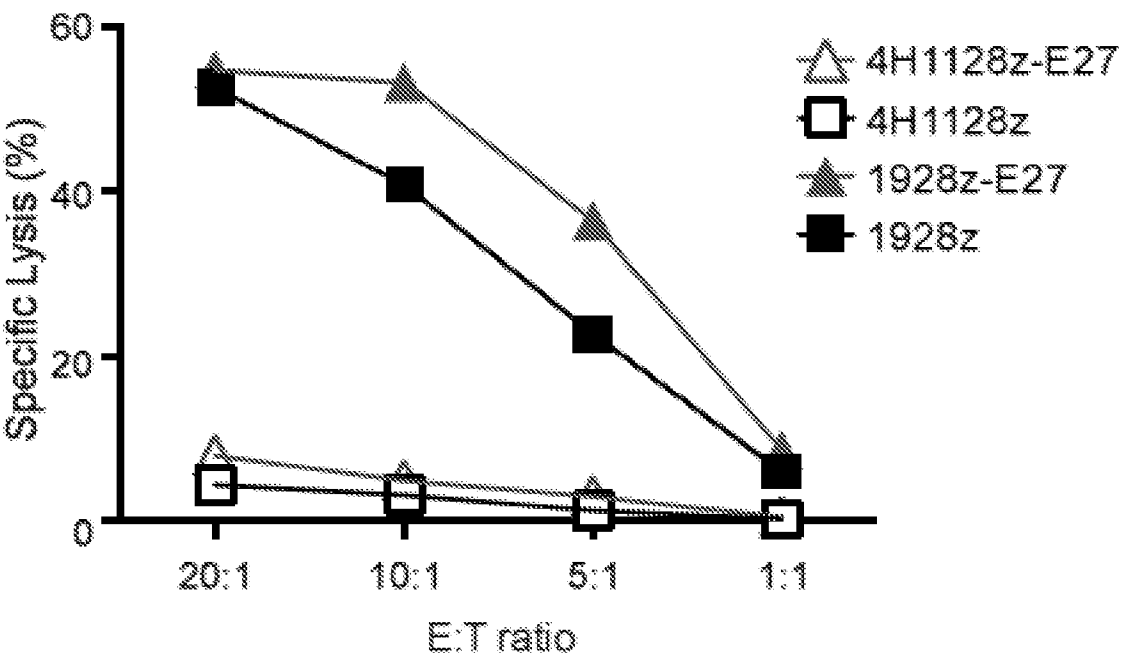 60
40
20
0
Specific Lysis (%)
20:1
10:1
5:1
1:1
E:T ratio
4H1128z-E27
4H1128z
1928z-E27
1928z